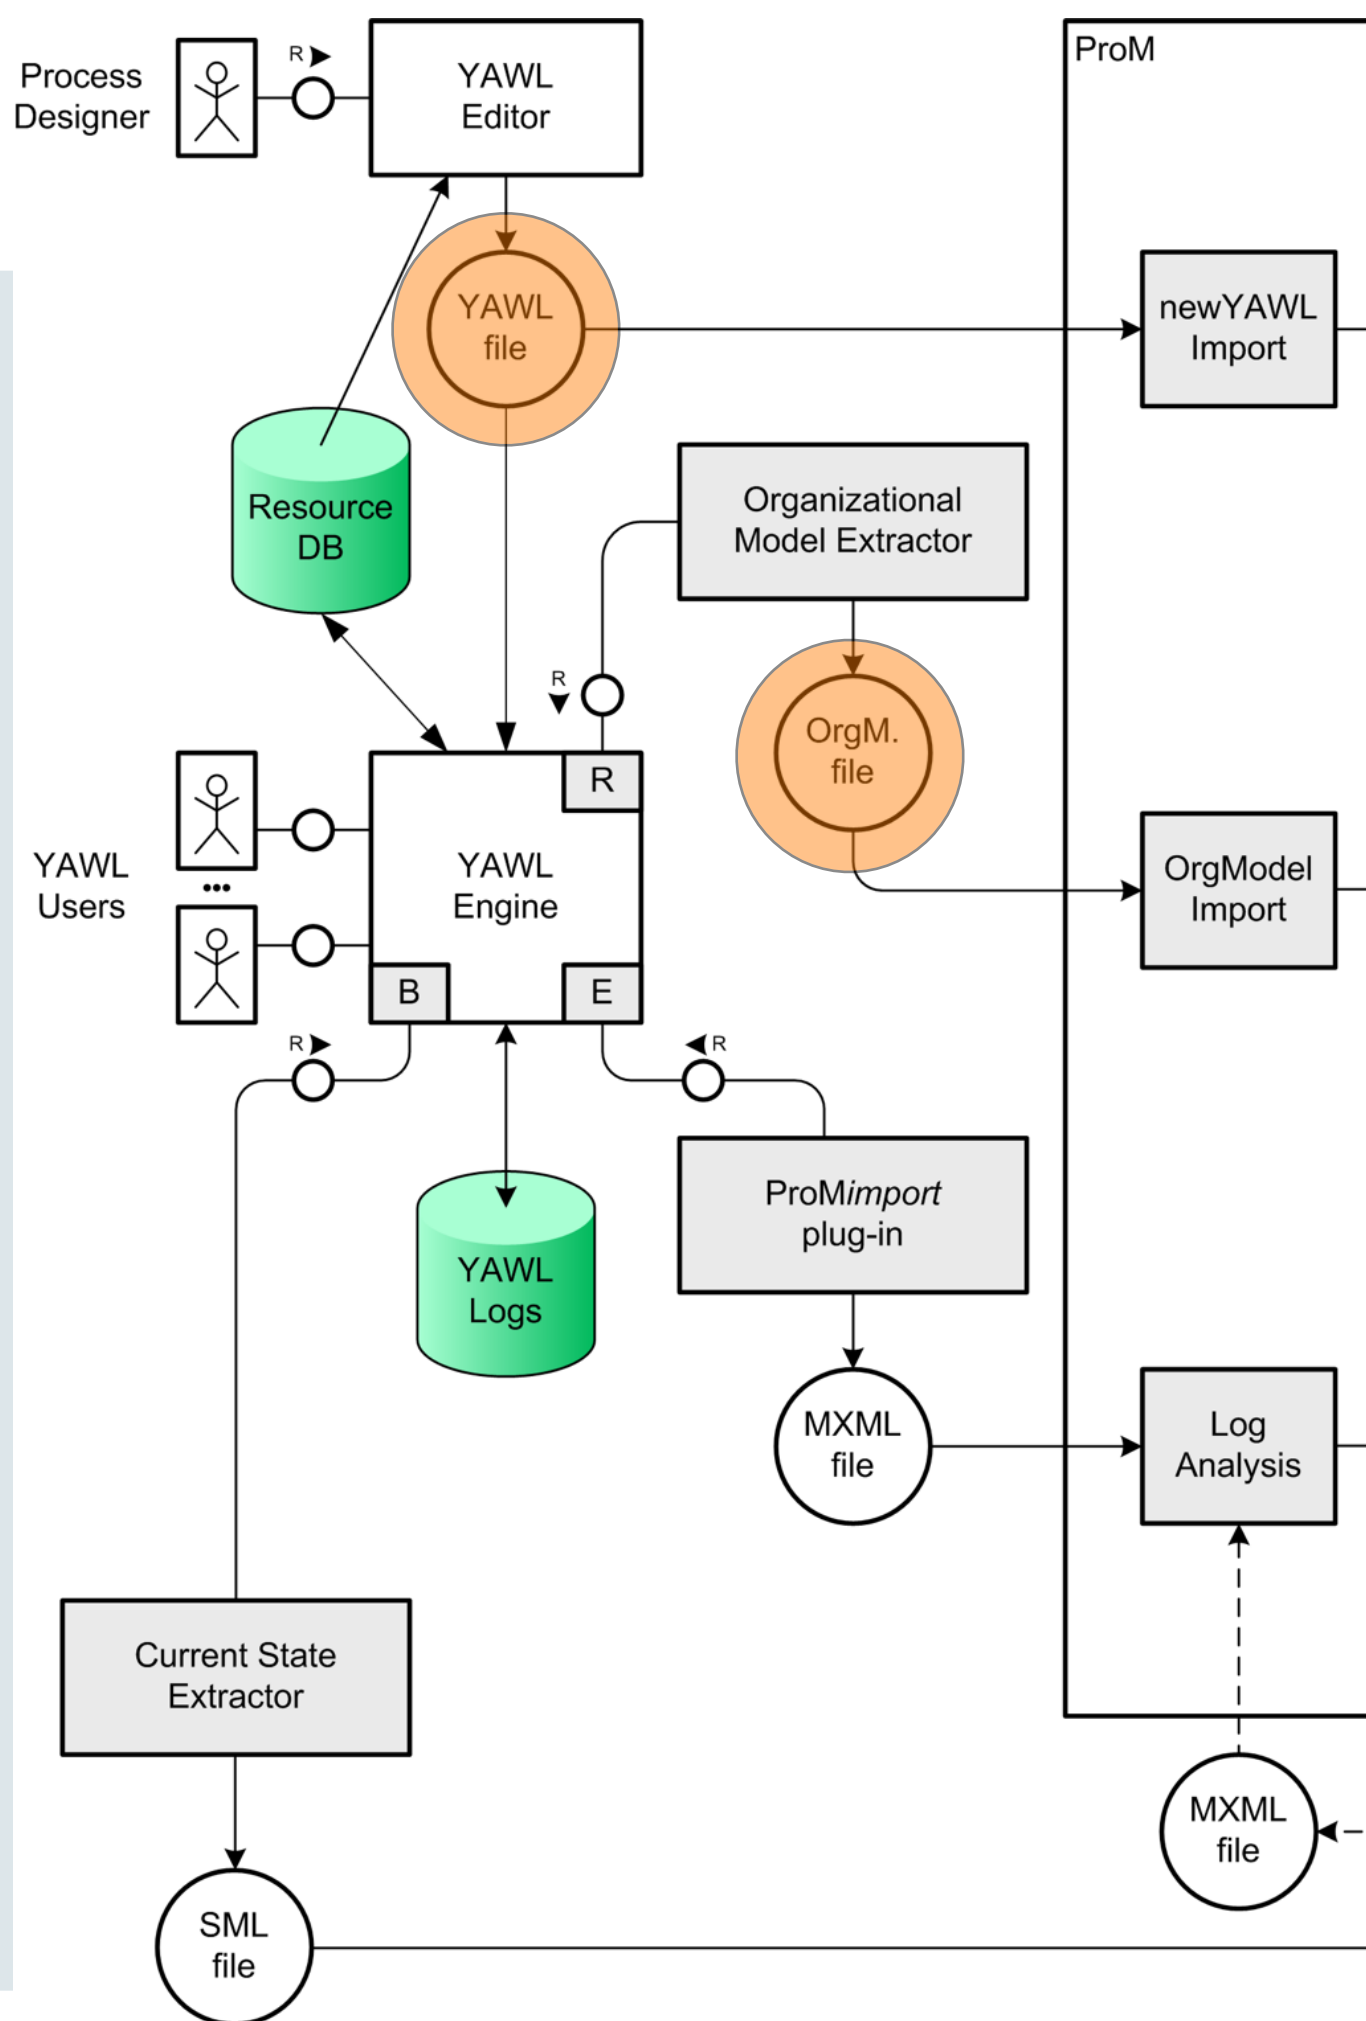 Process
Designer
R
YAWL
Editor
ProM
YAWL
file
newYAWL
Import
Resource
DB
Organizational
Model Extractor
R
OrgM.
file
R
YAWL
Users
YAWL
Engine
OrgModel
Import
B
E
R
R
ProMimport
plug-in
YAWL
Logs
MXML
file
Log
Analysis
Current State
Extractor
MXML
file
SML
file